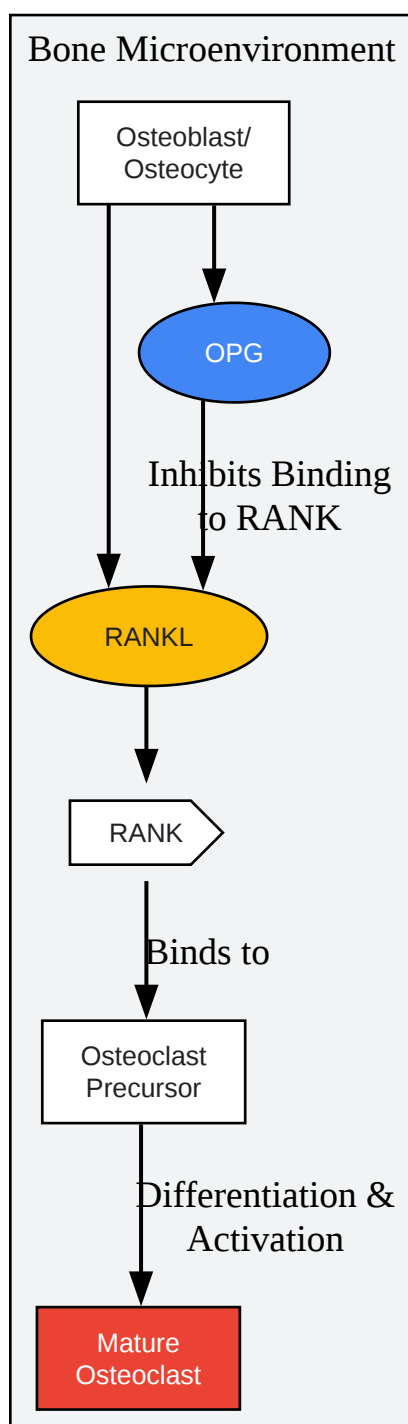 Bone Microenvironment
Osteoblast/
Osteocyte
OPG
Inhibits Binding
to RANK
RANKL
RANK
Binds to
Osteoclast
Precursor
Differentiation &
Activation
Mature
Osteoclast